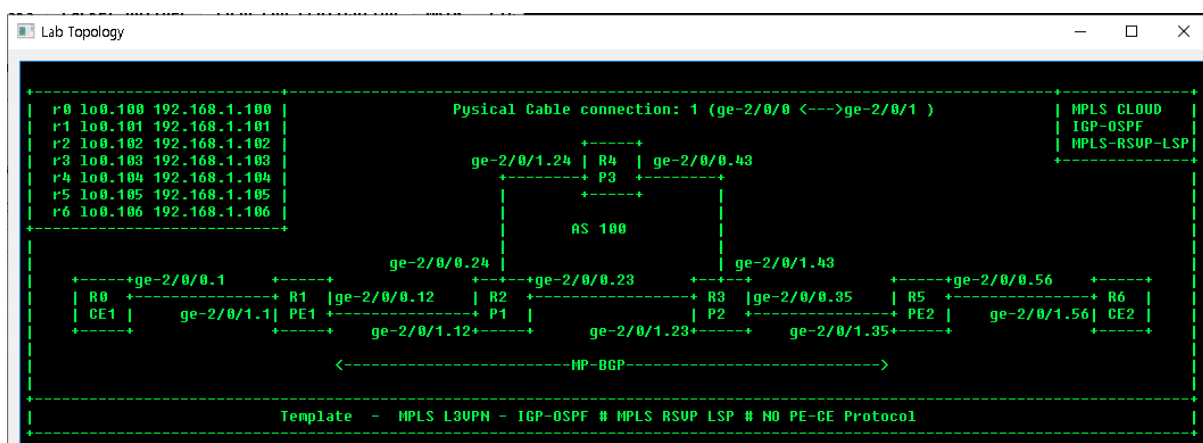 Lab Topology
r0 lo0.100 192.168.1.100
Pysical Cable connection: 1 (ge-2/0/0 <--->ge-2/0/1 )
MPLS CLOUD
r1 lo0.101 192.168.1.101
IGP-OSPF
r2 lo0.102 192.168.1.102
MPLS-RSVP-LSP
r3 lo0.103 192.168.1.103
ge-2/0/1.24 | R4 | ge-2/0/0.43
r4 lo0.104 192.168.1.104
P3
r5 lo0.105 192.168.1.105
r6 lo0.106 192.168.1.106
AS 100
ge-2/0/0.24
ge-2/0/1.43
ge-2/0/0.1
ge-2/0/0.23
ge-2/0/0.56
R0
R1 |ge-2/0/0.12
R2
R3 |ge-2/0/0.35
R5
R6
CE1
ge-2/0/1.1| PE1
P1
P2
PE2
ge-2/0/1.56| CE2
ge-2/0/1.12
ge-2/0/1.23
ge-2/0/1.35
<-------------------------MP-BGP---------------------------->
Template - MPLS L3VPN - IGP-OSPF # MPLS RSVP LSP # NO PE-CE Protocol